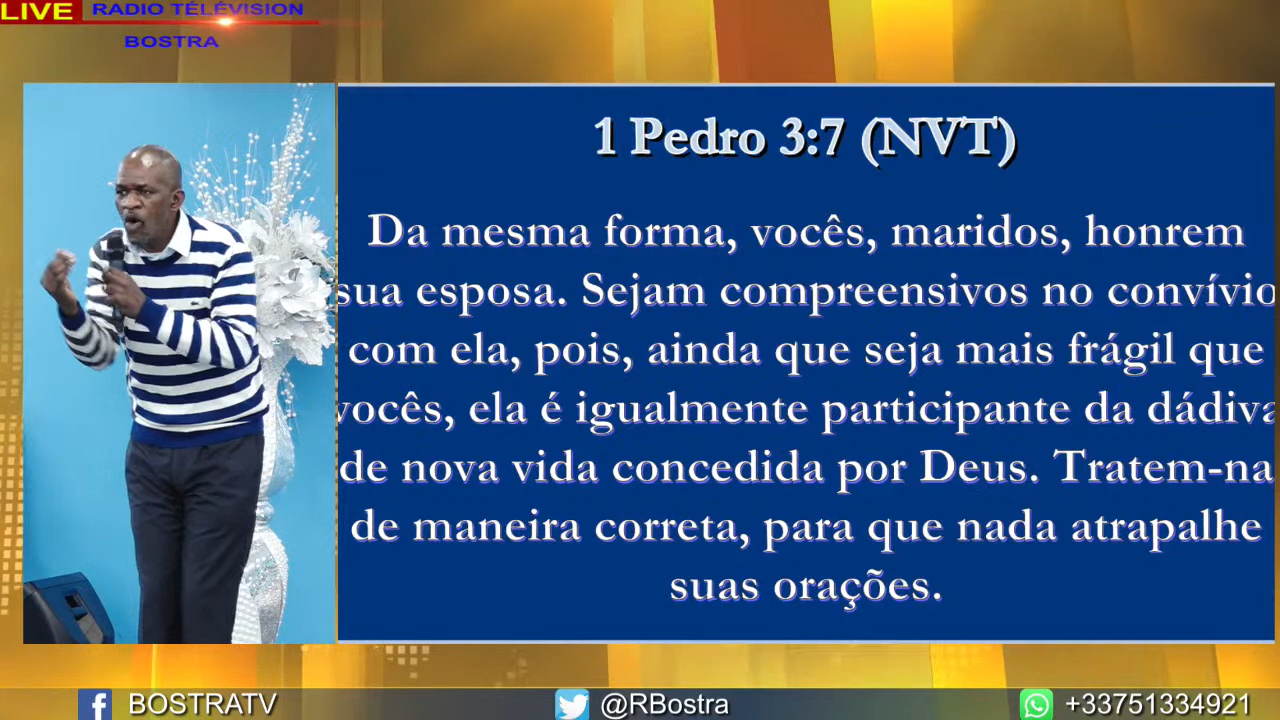 LIVE
RADIO TÉLÉVISION
BOSTRA
1 Pedro 3:7 (NVT)
Da mesma forma, vocês, maridos, honrem
sua esposa. Sejam compreensivos no convívio
com ela, pois, ainda que seja mais frágil que
vocês, ela é igualmente participante da dádiva
de nova vida concedida por Deus. Tratem-na
de maneira correta, para que nada atrapalhe
suas orações.
BOSTRATV
@RBostra
+33751334921